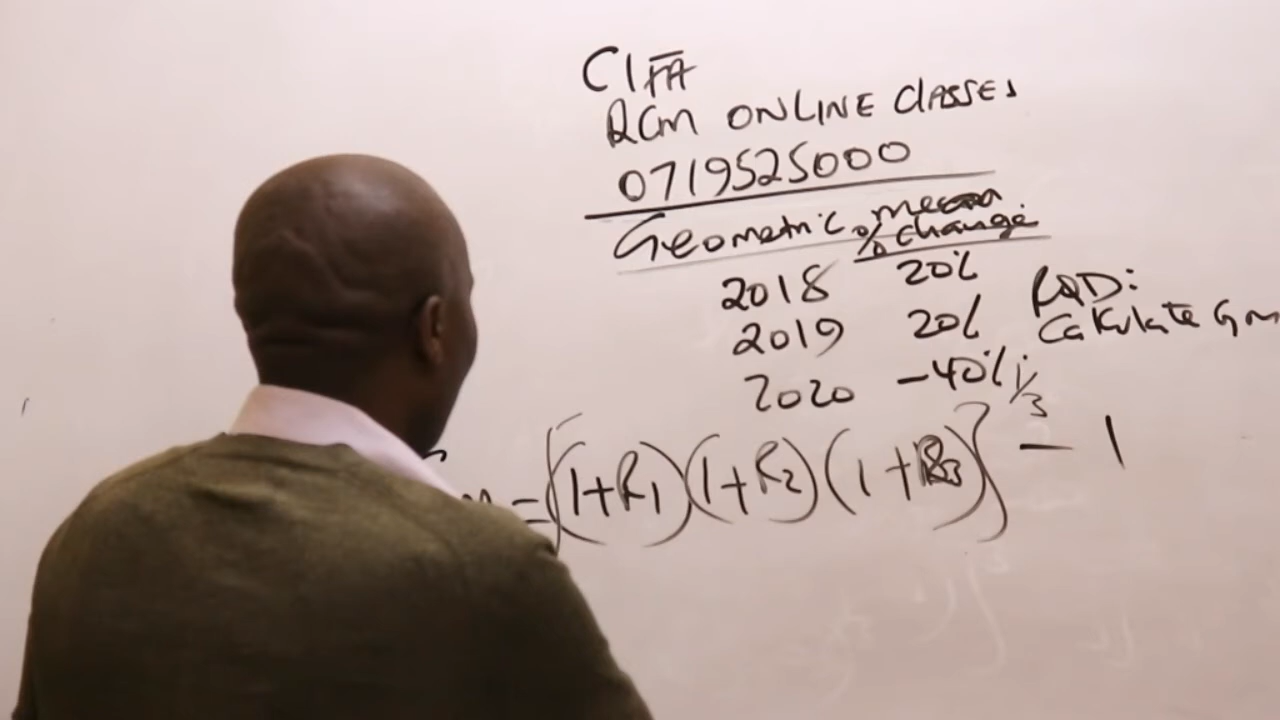 CIFA
RCM ONLINE CLASSES
0719525000
Geometric mean
% change
2018 20%
2019 20%
2020 -40%
RQD:
Calculate Gm
= [(1+R1)(1+R2)(1+R3)]^1/3 - 1